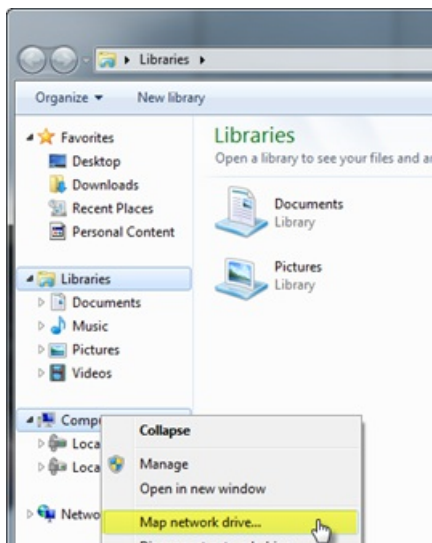 Libraries
Organize
New library
Favorites
Desktop
Downloads
Recent Places
Personal Content
Libraries
Documents
Music
Pictures
Videos
Libraries
Open a library to see your files and
Documents
Library
Pictures
Library
Comp
Loca
Loca
Netwo
Collapse
Manage
Open in new window
Map network drive...